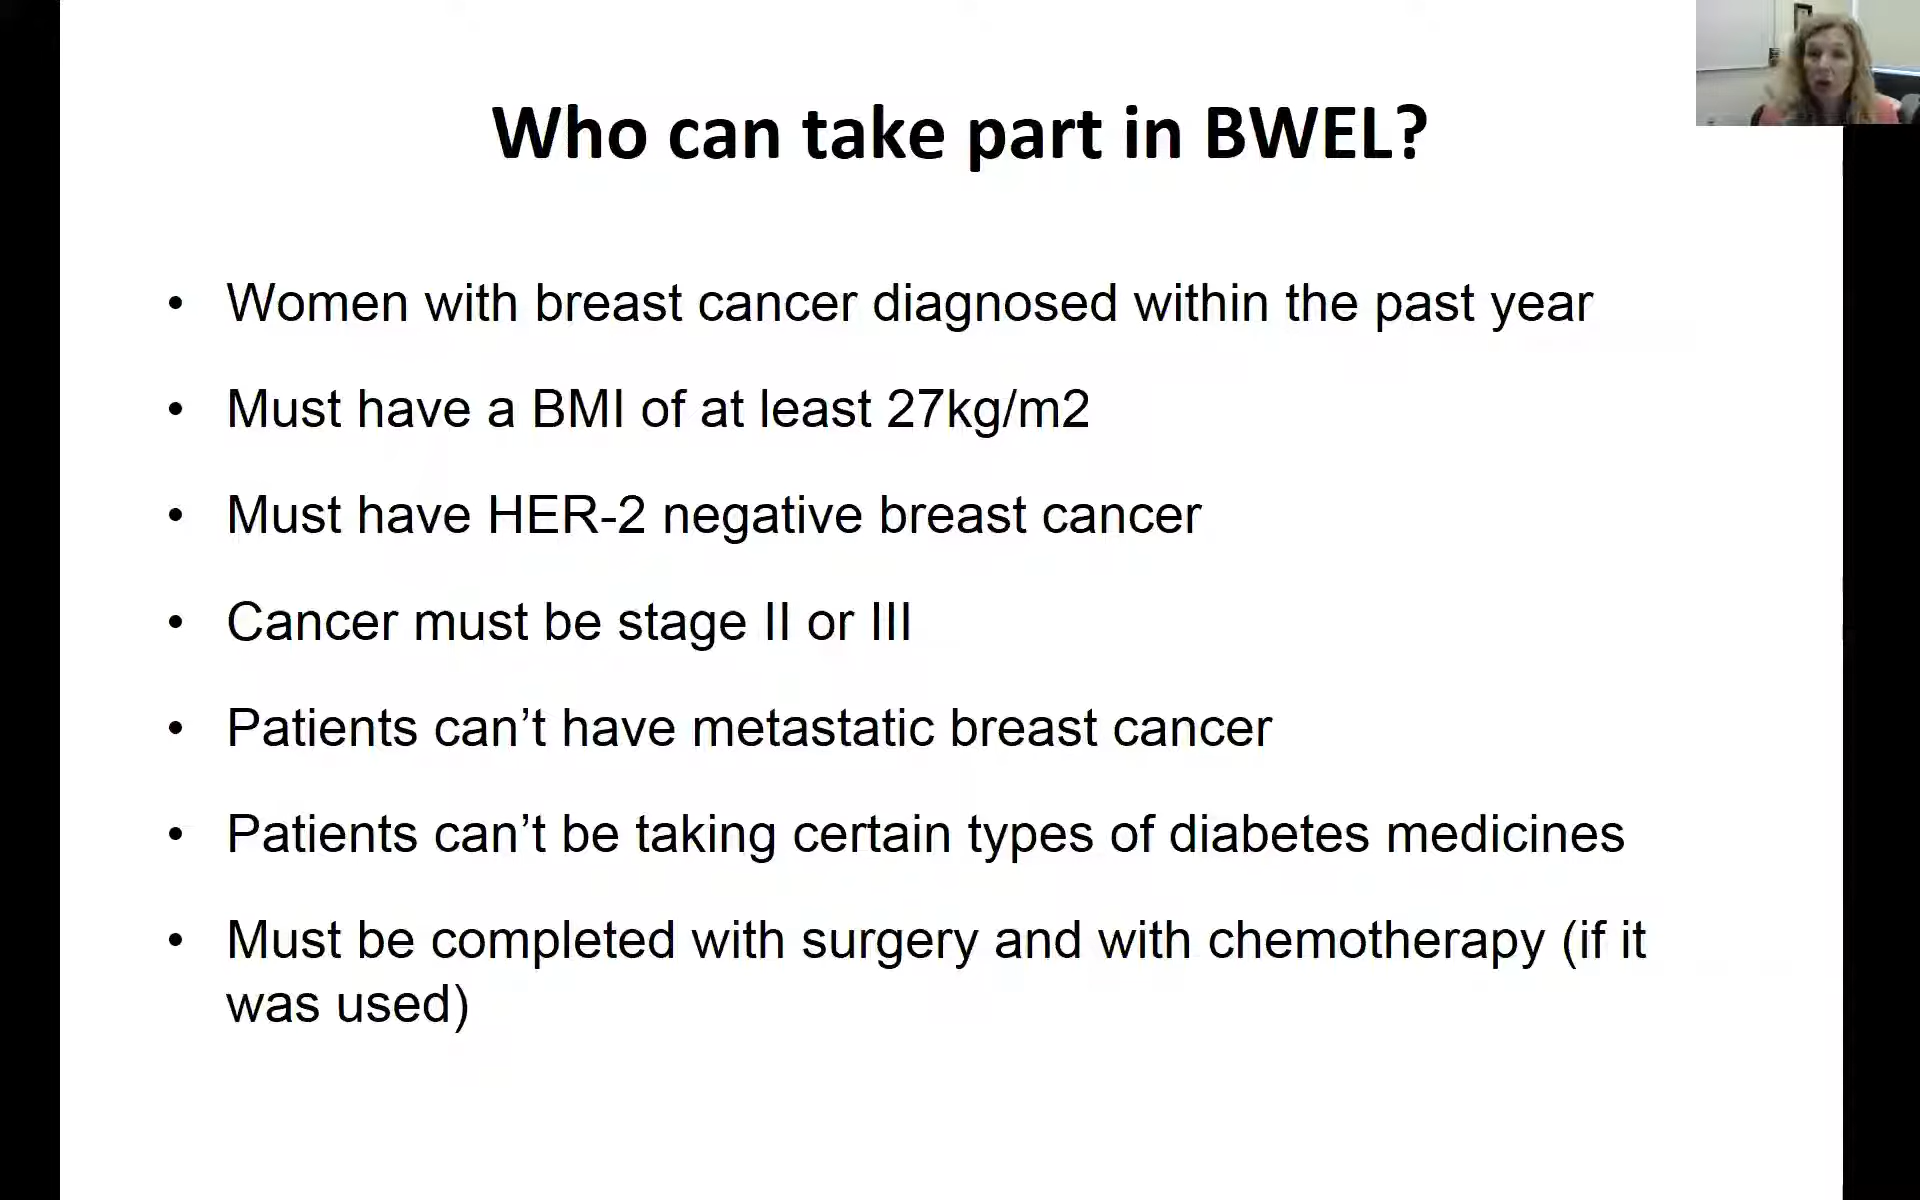 Who can take part in BWEL?
• Women with breast cancer diagnosed within the past year
• Must have a BMI of at least 27kg/m2
• Must have HER-2 negative breast cancer
• Cancer must be stage II or III
• Patients can’t have metastatic breast cancer
• Patients can’t be taking certain types of diabetes medicines
• Must be completed with surgery and with chemotherapy (if it
was used)